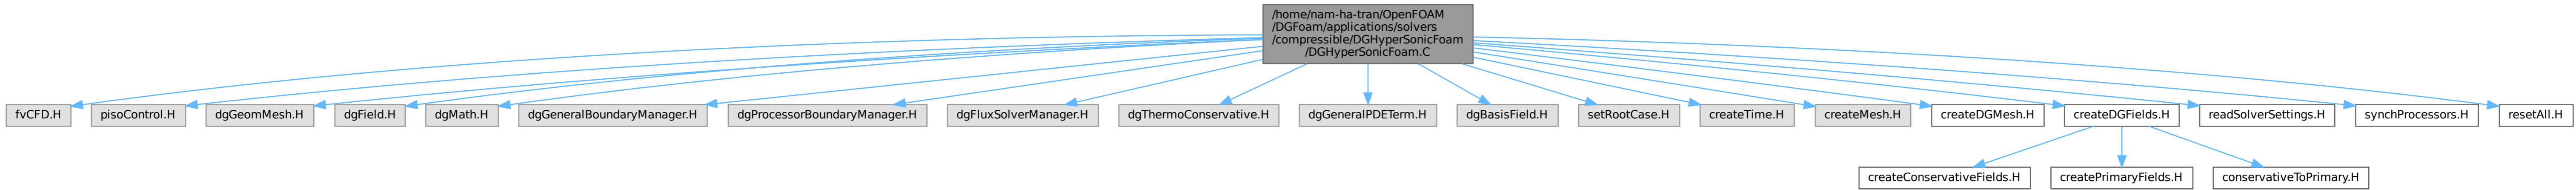 /home/nam-ha-tran/OpenFOAM
/DGFoam/applications/solvers
/compressible/DGHyperSonicFoam
/DGHyperSonicFoam.C
fvCFD.H
pisoControl.H
dgGeomMesh.H
dgField.H
dgMath.H
dgGeneralBoundaryManager.H
dgProcessorBoundaryManager.H
dgFluxSolverManager.H
dgThermoConservative.H
dgGeneralPDETerm.H
dgBasisField.H
setRootCase.H
createTime.H
createMesh.H
createDGMesh.H
createDGFields.H
readSolverSettings.H
synchProcessors.H
resetAll.H
createConservativeFields.H
createPrimaryFields.H
conservativeToPrimary.H